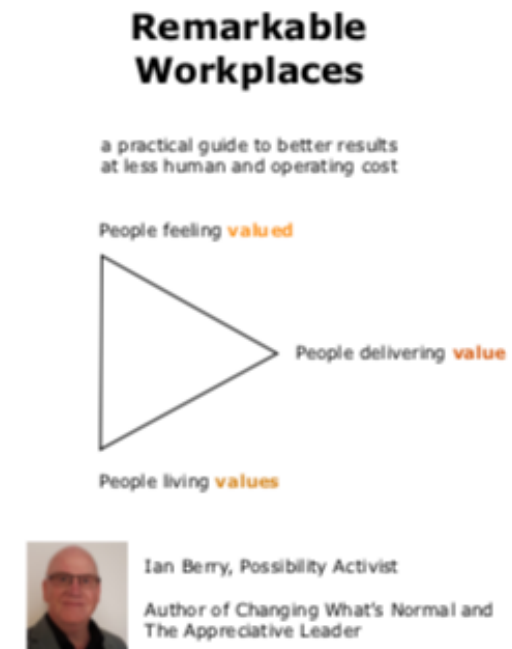 Remarkable
Workplaces
a practical guide to better results
at less human and operating cost
People feeling valued
People delivering value
People living values
Ian Berry, Possibility Activist
Author of Changing What's Normal and
The Appreciative Leader